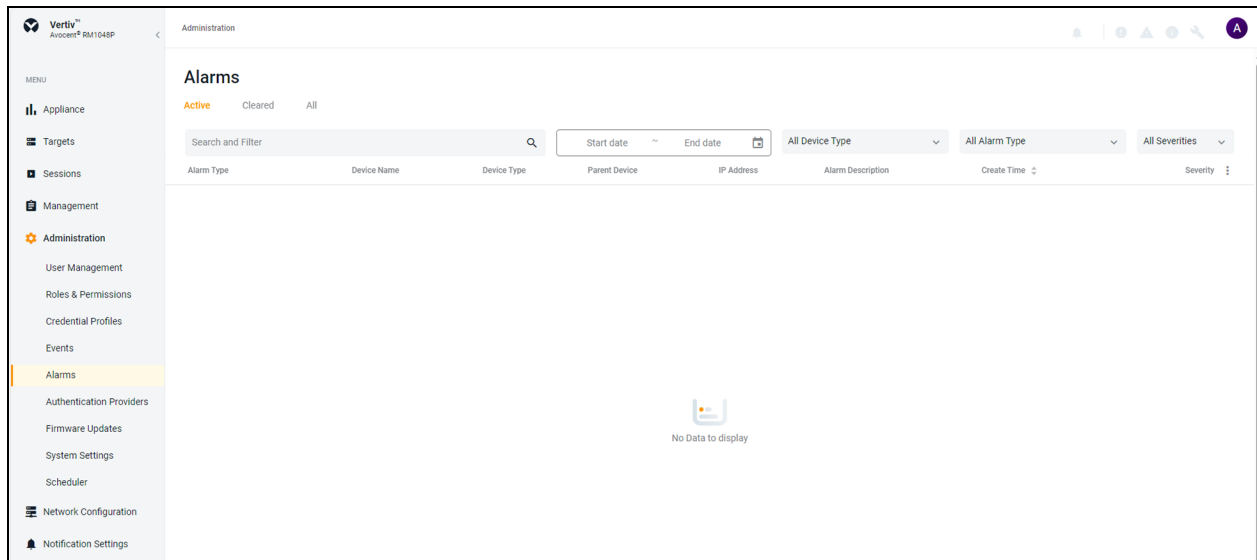 Vertiv™
Avocent® RM1048P
Administration
A
MENU
Appliance
Targets
Sessions
Management
Administration
User Management
Roles & Permissions
Credential Profiles
Events
Alarms
Authentication Providers
Firmware Updates
System Settings
Scheduler
Network Configuration
Notification Settings
Alarms
Active Cleared All
Search and Filter Start date ~ End date All Device Type All Alarm Type All Severities
Alarm Type Device Name Device Type Parent Device IP Address Alarm Description Create Time Severity
No Data to display